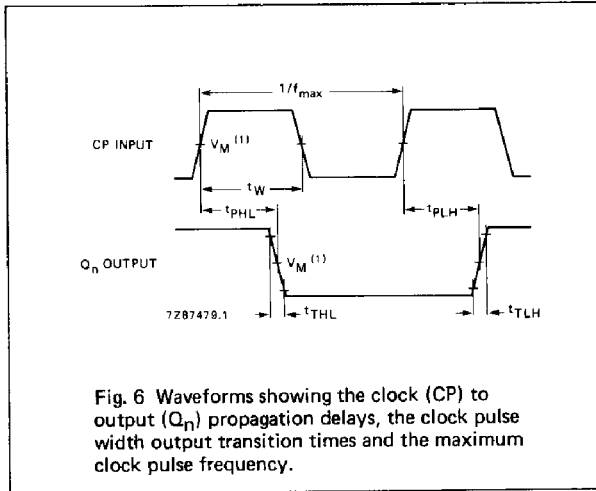 1/fmax
CP INPUT
VM(1)
tW
tPHL
tPLH
Qn OUTPUT
VM(1)
7Z87479.1
tTHL
tTLH
Fig. 6 Waveforms showing the clock (CP) to
output (Qn) propagation delays, the clock pulse
width output transition times and the maximum
clock pulse frequency.